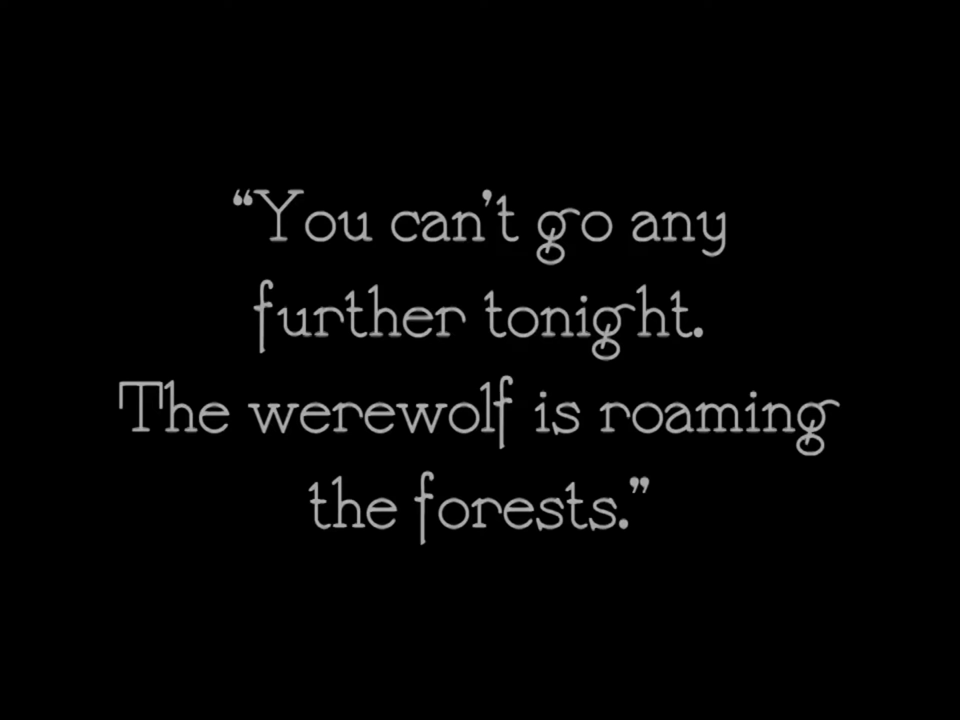 “You can’t go any
further tonight.
The werewolf is roaming
the forests.”